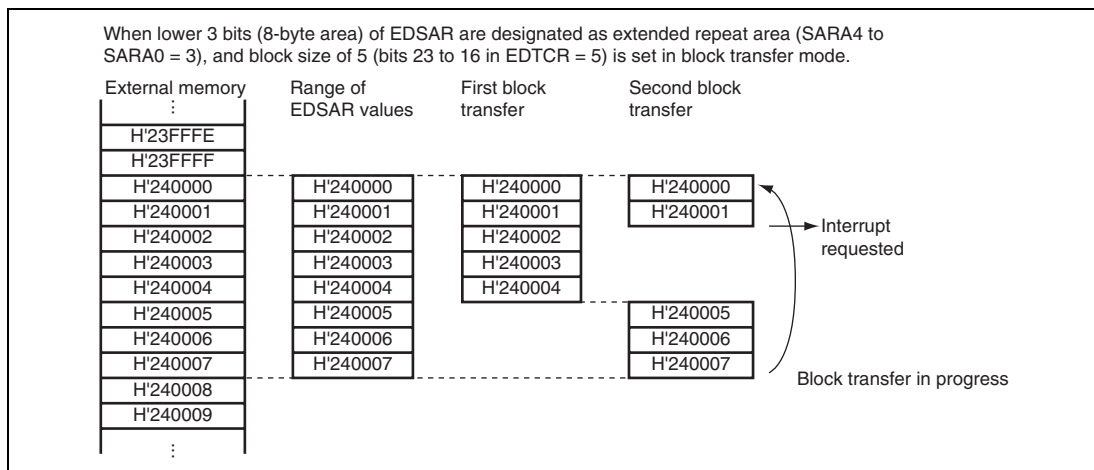 When lower 3 bits (8-byte area) of EDSAR are designated as extended repeat area (SARA4 to
SARA0 = 3), and block size of 5 (bits 23 to 16 in EDTCR = 5) is set in block transfer mode.
External memory
⋮
H'23FFFE
H'23FFFF
H'240000
H'240001
H'240002
H'240003
H'240004
H'240005
H'240006
H'240007
H'240008
H'240009
⋮
Range of
EDSAR values
H'240000
H'240001
H'240002
H'240003
H'240004
H'240005
H'240006
H'240007
First block
transfer
H'240000
H'240001
H'240002
H'240003
H'240004
Second block
transfer
H'240000
H'240001
H'240005
H'240006
H'240007
Interrupt
requested
Block transfer in progress